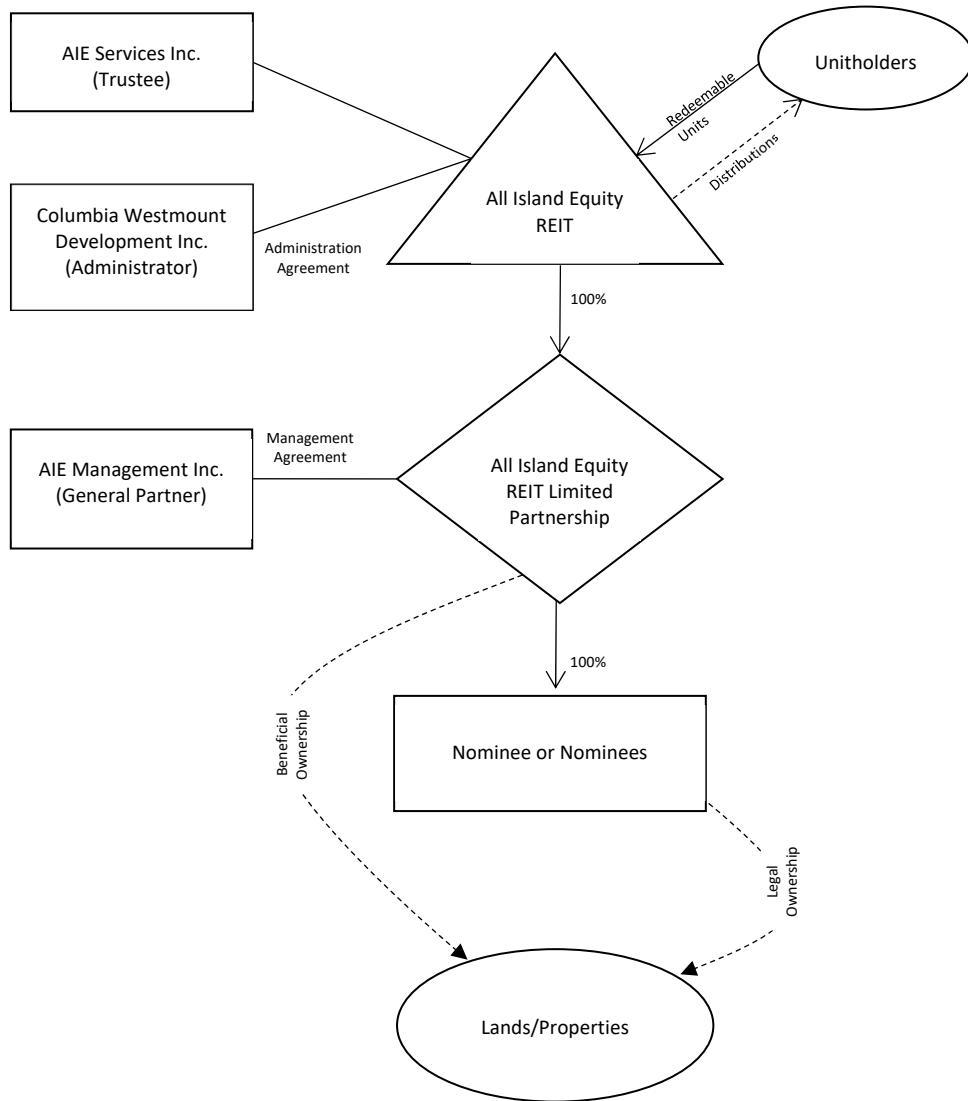 AIE Services Inc.
(Trustee)
Unitholders
Redeemable
Units
Distributions
All Island Equity
REIT
Columbia Westmount
Development Inc.
(Administrator)
Administration
Agreement
100%
Management
Agreement
AIE Management Inc.
(General Partner)
All Island Equity
REIT Limited
Partnership
100%
Beneficial
Ownership
Nominee or Nominees
Legal
Ownership
Lands/Properties